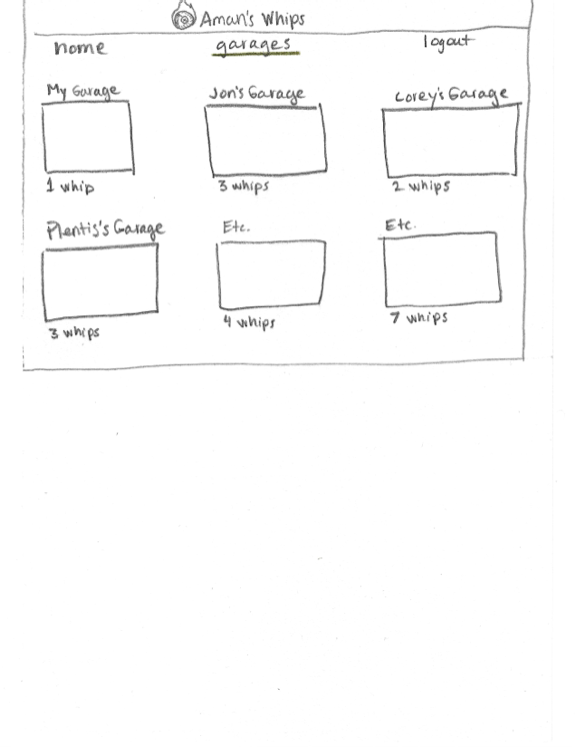 Aman's Whips
home garages logout
My Garage Jon's Garage Corey's Garage
1 whip 3 whips 2 whips
Plentis's Garage Etc. Etc.
3 whips 4 whips 7 whips